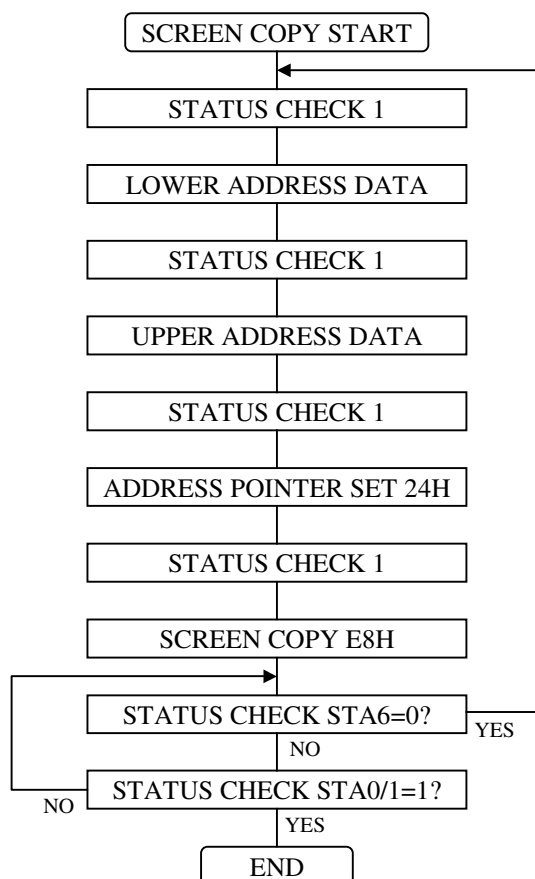 SCREEN COPY START
STATUS CHECK 1
LOWER ADDRESS DATA
STATUS CHECK 1
UPPER ADDRESS DATA
STATUS CHECK 1
ADDRESS POINTER SET 24H
STATUS CHECK 1
SCREEN COPY E8H
STATUS CHECK STA6=0?
YES
NO
STATUS CHECK STA0/1=1?
NO
YES
END